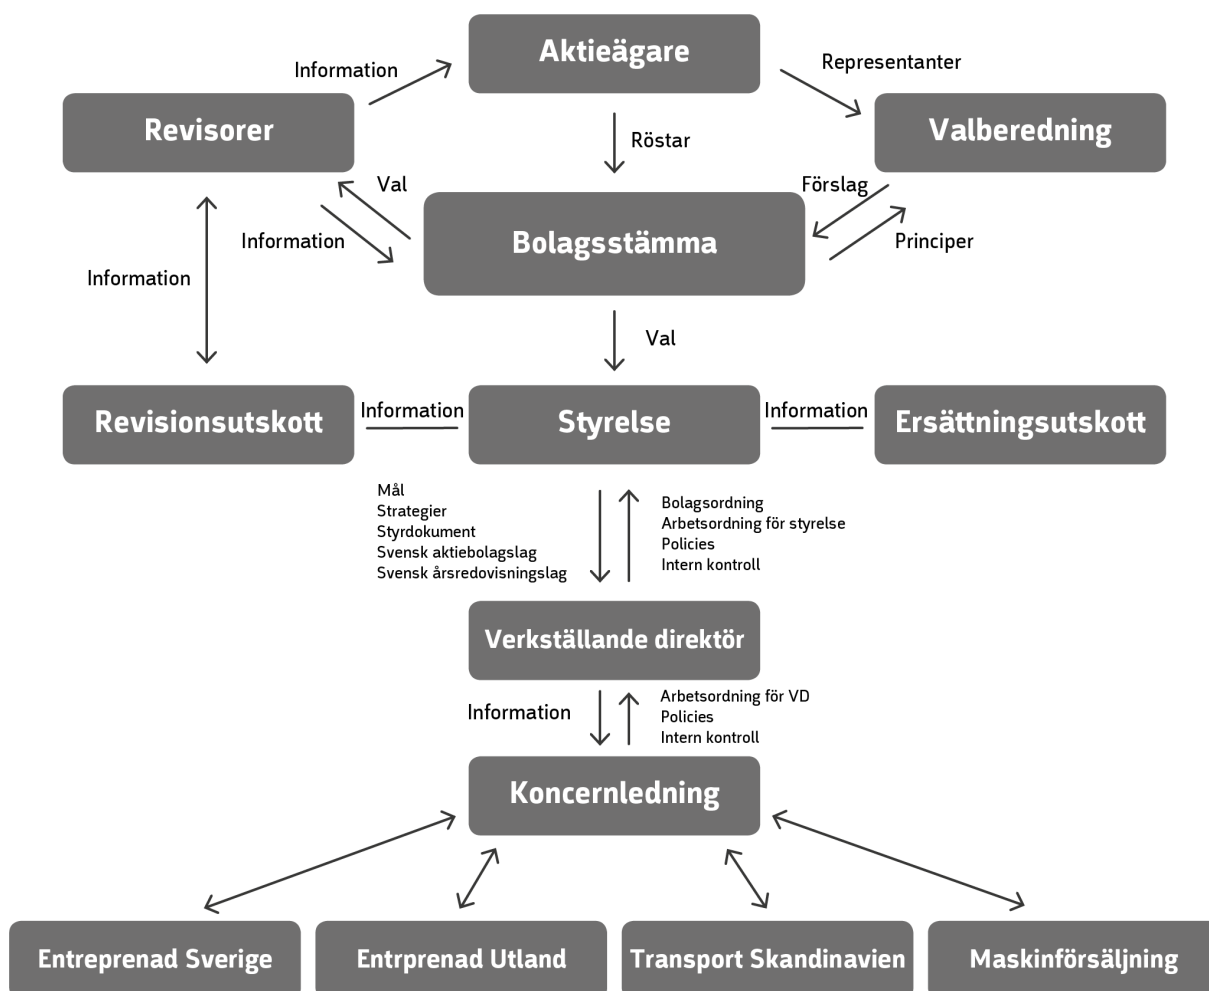 Aktieägare
Information
Representanter
Revisorer
Valberedning
Röstar
Val
Förslag
Bolagsstämma
Information
Principer
Information
Val
Revisionsutskott
Information
Styrelse
Information
Ersättningsutskott
Mål
Strategier
Styrdokument
Svensk aktiebolagslag
Svensk årsredovisningslag
Bolagsordning
Arbetsordning för styrelse
Policies
Intern kontroll
Verkställande direktör
Information
Arbetsordning för VD
Policies
Intern kontroll
Koncernledning
Entreprenad Sverige
Entrprenad Utland
Transport Skandinavien
Maskinförsäljning